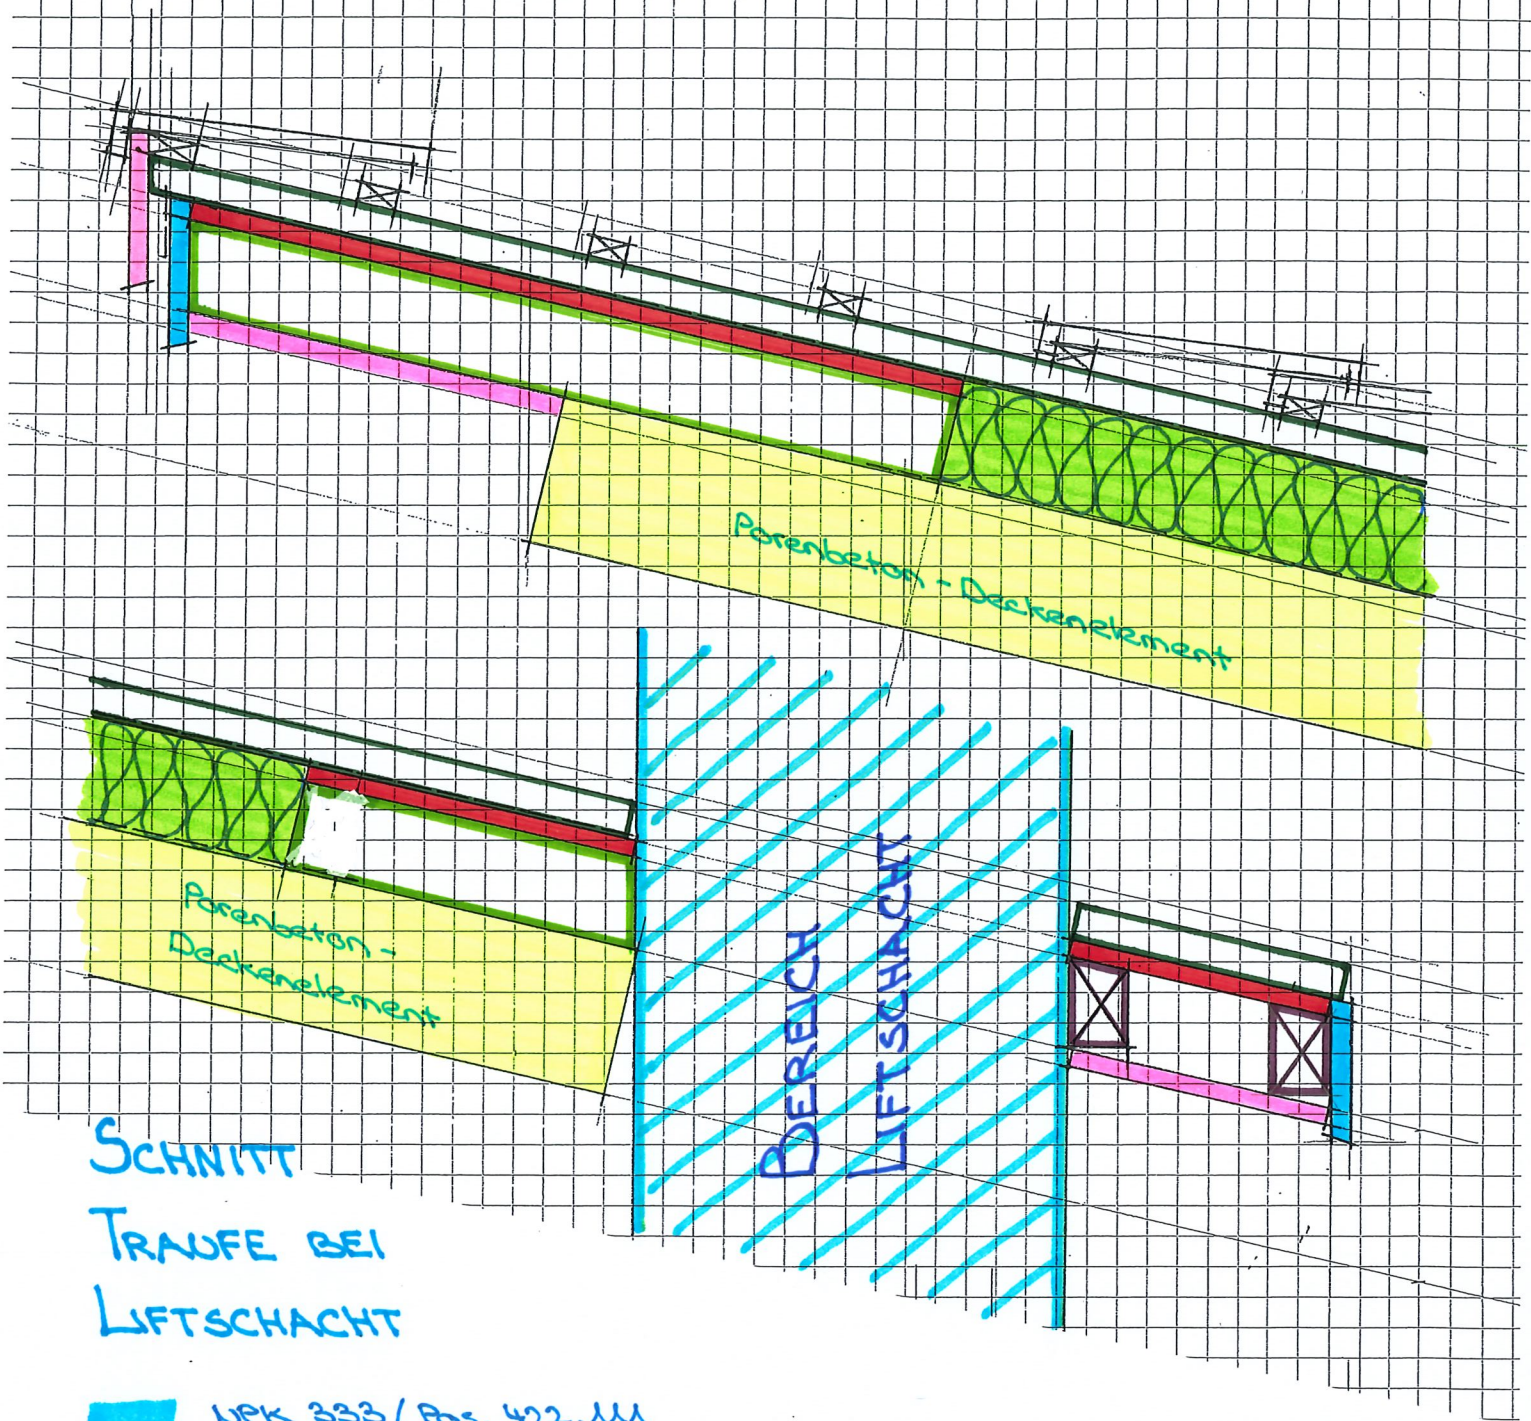 Porenbeton - Deckenelement
Porenbeton -
Deckenelement
BEREICH
LIFTSCHACHT
SCHNITT
TRAUFE BEI
LIFTSCHACHT
NPK 333 / Pos. 422.111